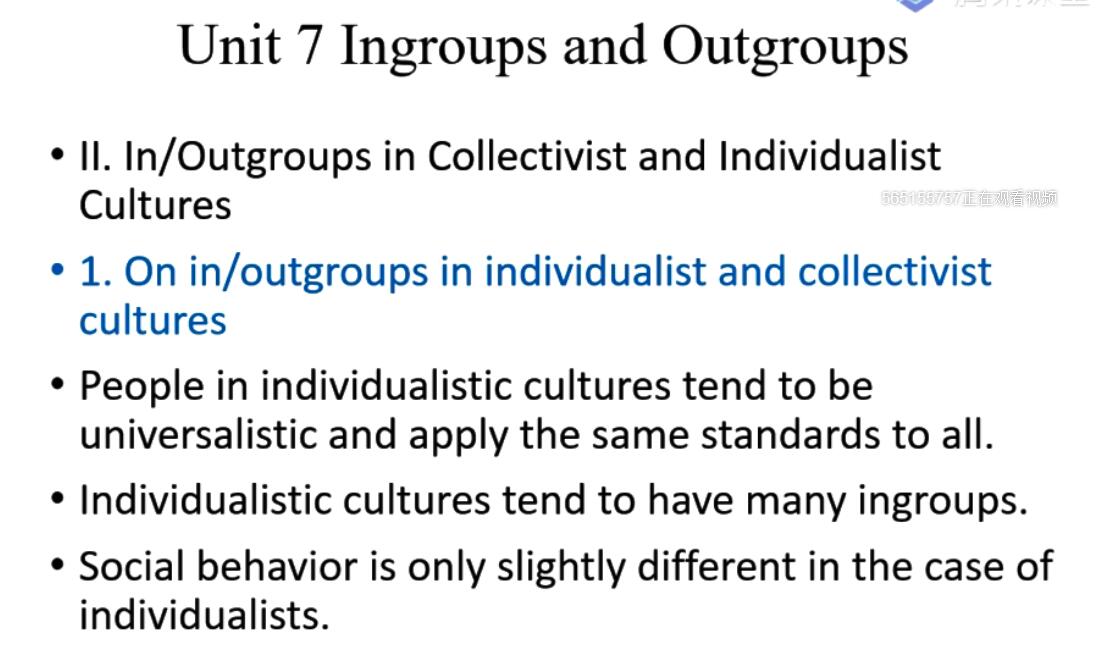 Unit 7 Ingroups and Outgroups
• II. In/Outgroups in Collectivist and Individualist
Cultures
565155757正在观看视频
• 1. On in/outgroups in individualist and collectivist
cultures
• People in individualistic cultures tend to be
universalistic and apply the same standards to all.
• Individualistic cultures tend to have many ingroups.
• Social behavior is only slightly different in the case of
individualists.